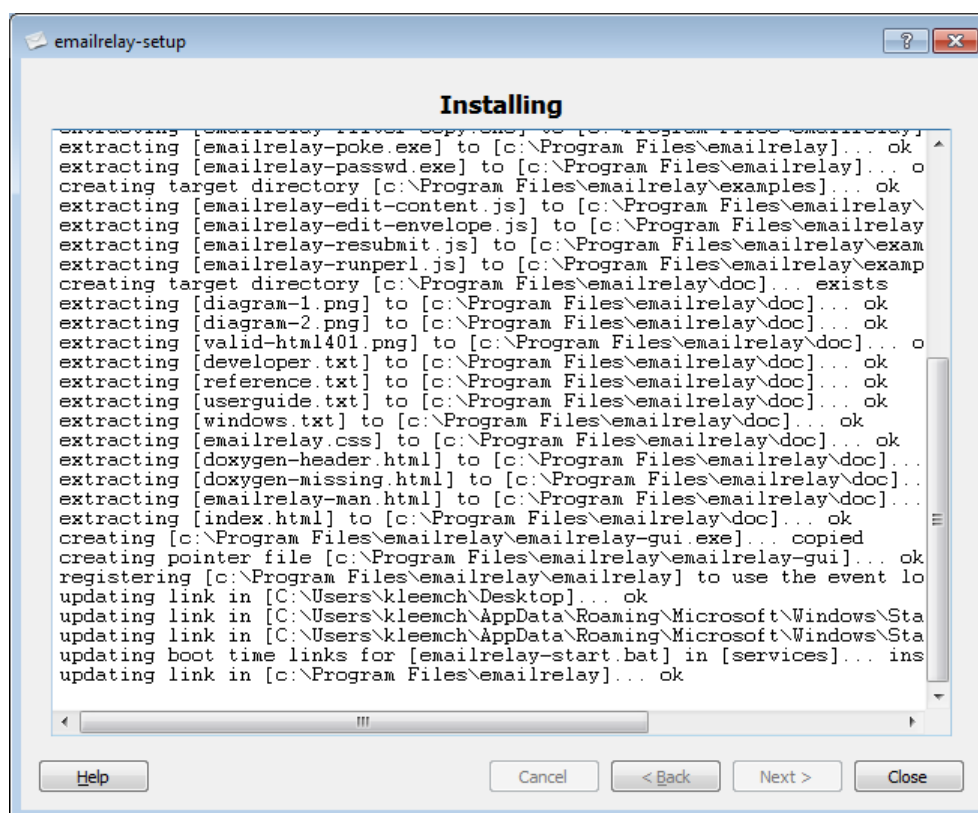 emailrelay-setup
Installing
extracting [emailrelay-filter-copy.exe] to [c:\Program Files\emailrelay]
extracting [emailrelay-poke.exe] to [c:\Program Files\emailrelay]... ok
extracting [emailrelay-passwd.exe] to [c:\Program Files\emailrelay]... o
creating target directory [c:\Program Files\emailrelay\examples]... ok
extracting [emailrelay-edit-content.js] to [c:\Program Files\emailrelay\
extracting [emailrelay-edit-envelope.js] to [c:\Program Files\emailrelay
extracting [emailrelay-resubmit.js] to [c:\Program Files\emailrelay\exam
extracting [emailrelay-runperl.js] to [c:\Program Files\emailrelay\examp
creating target directory [c:\Program Files\emailrelay\doc]... exists
extracting [diagram-1.png] to [c:\Program Files\emailrelay\doc]... ok
extracting [diagram-2.png] to [c:\Program Files\emailrelay\doc]... ok
extracting [valid-html401.png] to [c:\Program Files\emailrelay\doc]... o
extracting [developer.txt] to [c:\Program Files\emailrelay\doc]... ok
extracting [reference.txt] to [c:\Program Files\emailrelay\doc]... ok
extracting [userguide.txt] to [c:\Program Files\emailrelay\doc]... ok
extracting [windows.txt] to [c:\Program Files\emailrelay\doc]... ok
extracting [emailrelay.css] to [c:\Program Files\emailrelay\doc]... ok
extracting [doxygen-header.html] to [c:\Program Files\emailrelay\doc]...
extracting [doxygen-missing.html] to [c:\Program Files\emailrelay\doc]..
extracting [emailrelay-man.html] to [c:\Program Files\emailrelay\doc]...
extracting [index.html] to [c:\Program Files\emailrelay\doc]... ok
creating [c:\Program Files\emailrelay\emailrelay-gui.exe]... copied
creating pointer file [c:\Program Files\emailrelay\emailrelay-gui]... ok
registering [c:\Program Files\emailrelay\emailrelay] to use the event lo
updating link in [C:\Users\kleemch\Desktop]... ok
updating link in [C:\Users\kleemch\AppData\Roaming\Microsoft\Windows\Sta
updating link in [C:\Users\kleemch\AppData\Roaming\Microsoft\Windows\Sta
updating boot time links for [emailrelay-start.bat] in [services]... ins
updating link in [c:\Program Files\emailrelay]... ok
Help
Cancel
< Back
Next >
Close